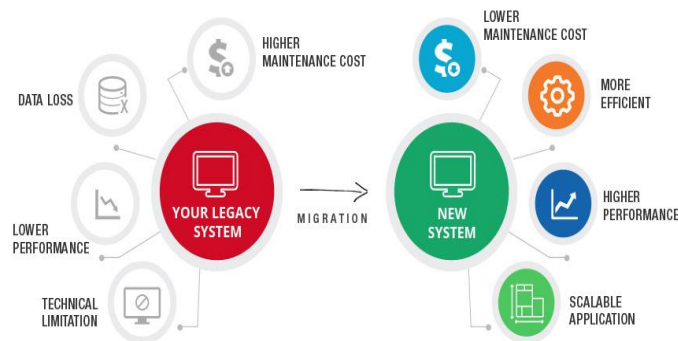 HIGHER
MAINTENANCE COST
DATA LOSS
YOUR LEGACY
SYSTEM
LOWER
PERFORMANCE
TECHNICAL
LIMITATION
MIGRATION
LOWER
MAINTENANCE COST
MORE
EFFICIENT
NEW
SYSTEM
HIGHER
PERFORMANCE
SCALABLE
APPLICATION